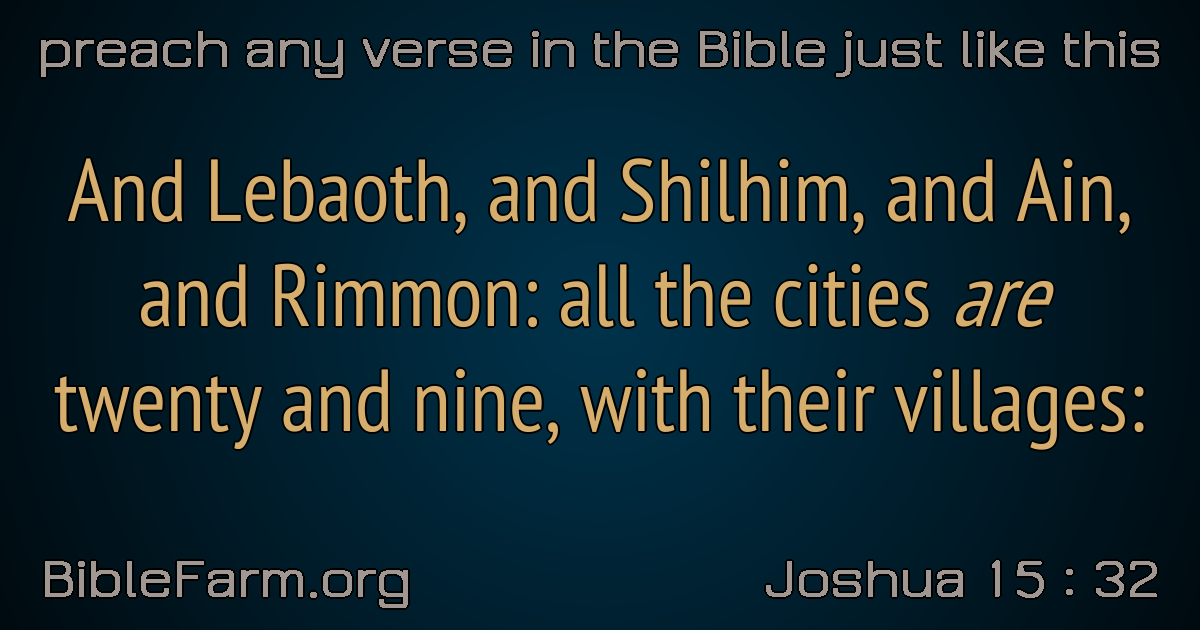 preach any verse in the Bible just like this
And Lebaoth, and Shilhim, and Ain,
and Rimmon: all the cities are
twenty and nine, with their villages:
BibleFarm.org
Joshua 15 : 32